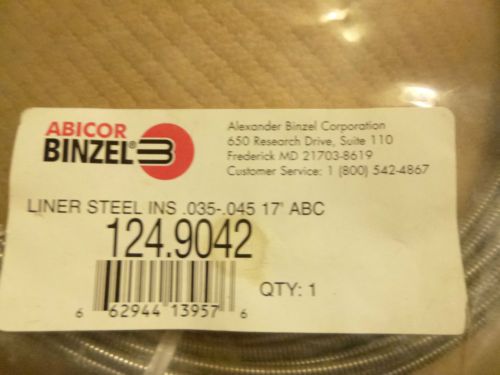 ABICOR
BINZEL®
Alexander Binzel Corporation
650 Research Drive, Suite 110
Frederick MD 21703-8619
Customer Service: 1 (800) 542-4867
LINER STEEL INS .035-.045 17' ABC
124.9042
QTY: 1
6 62944 13957 6